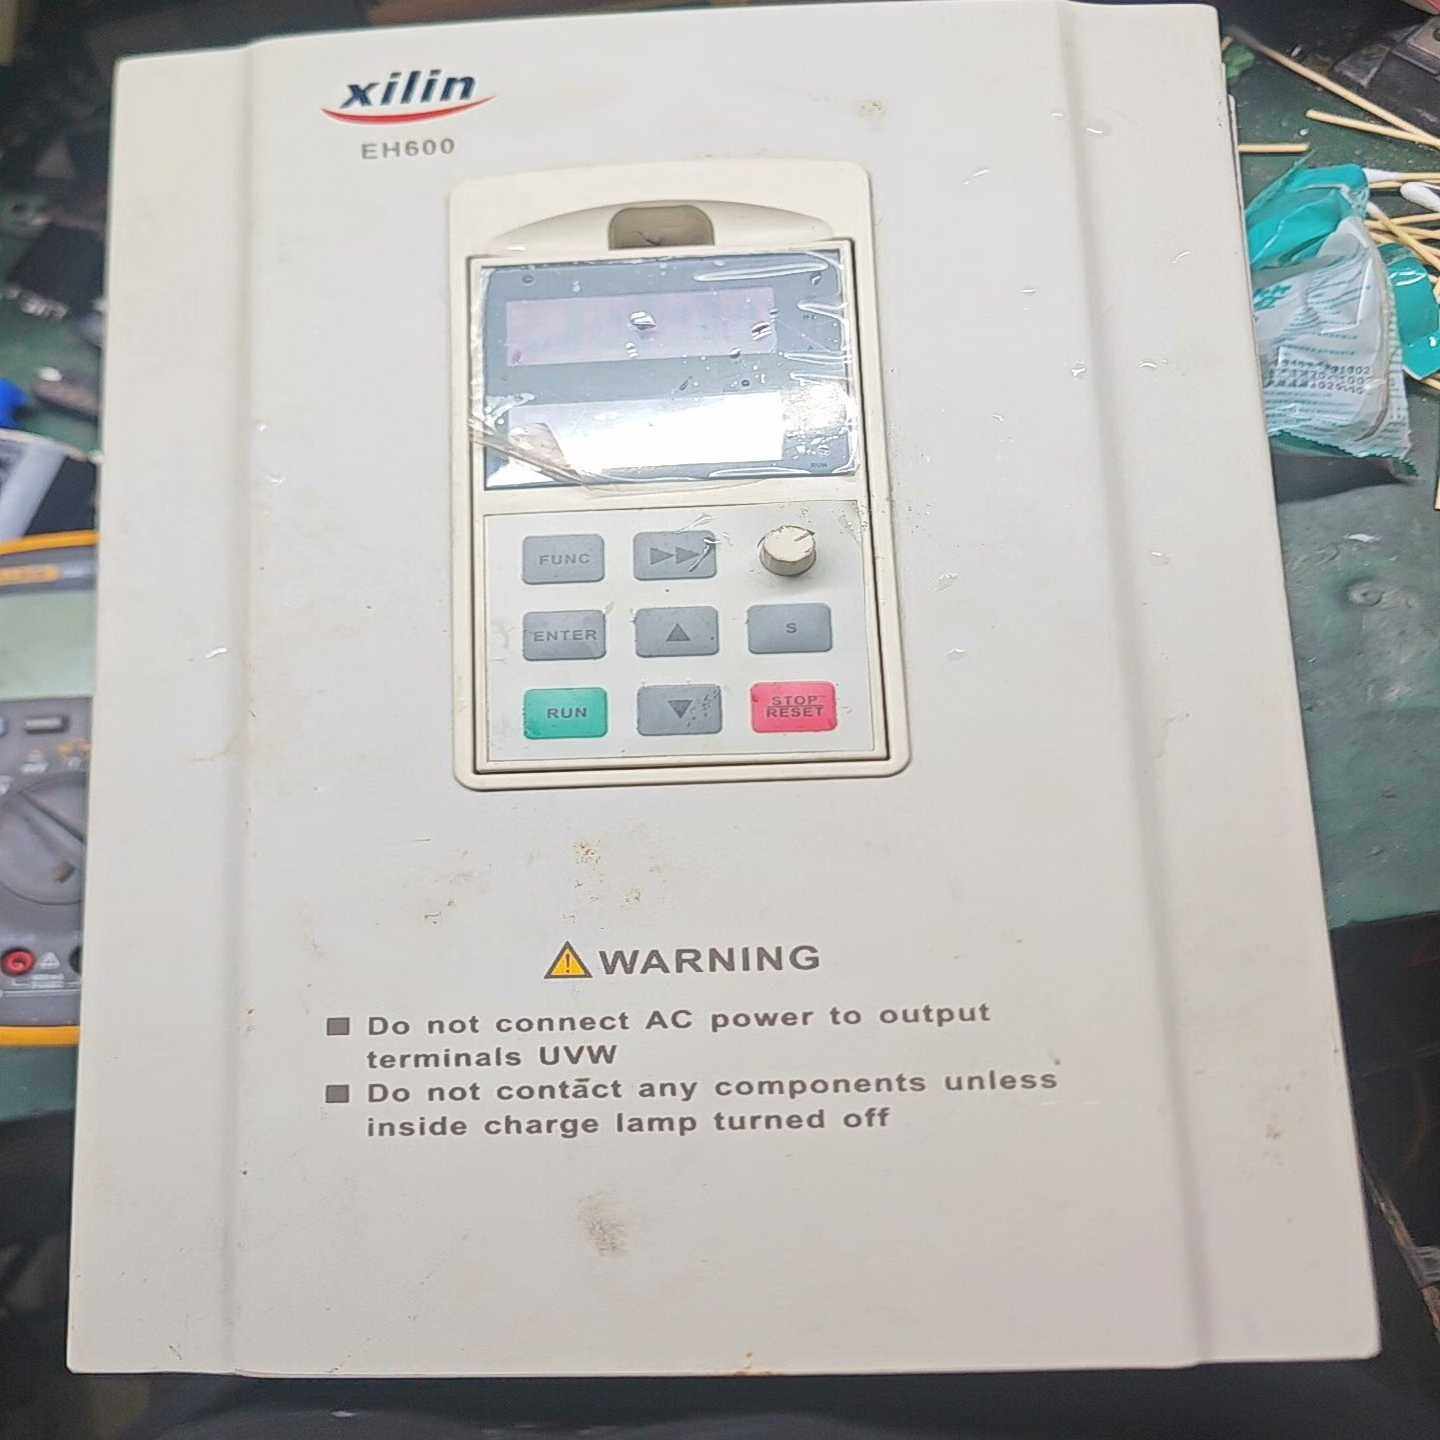 xilin
EH600
FUNC
ENTER
S
RUN
STOP
RESET
WARNING
Do not connect AC power to output
terminals UVW
Do not contact any components unless
inside charge lamp turned off